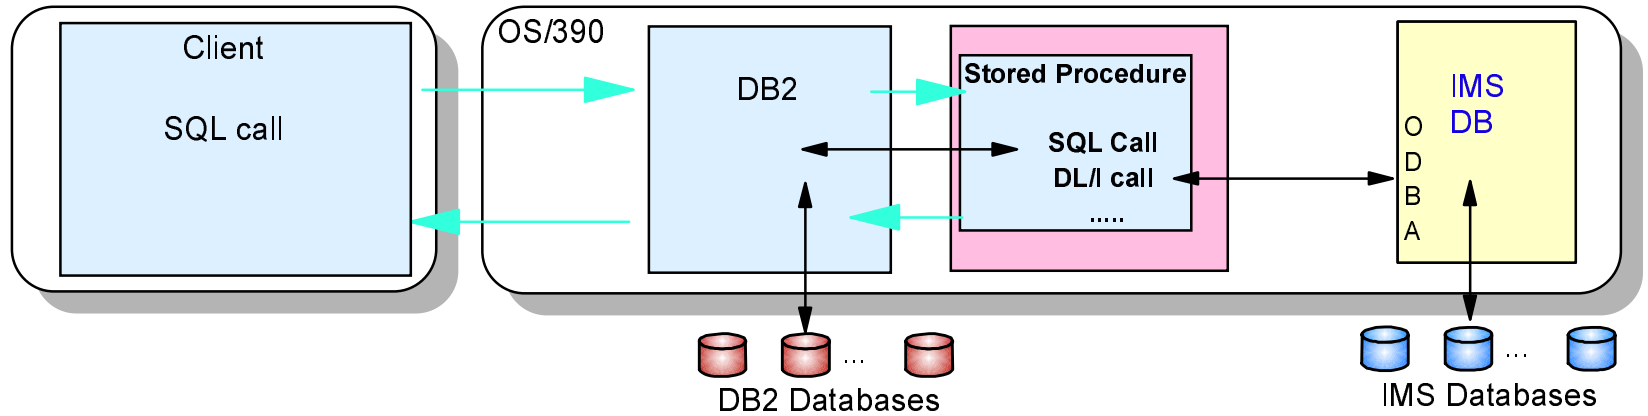 Client
SQL call
OS/390
DB2
Stored Procedure
SQL Call
DL/I call
.....
O
D
B
A
IMS
DB
...
DB2 Databases
...
IMS Databases